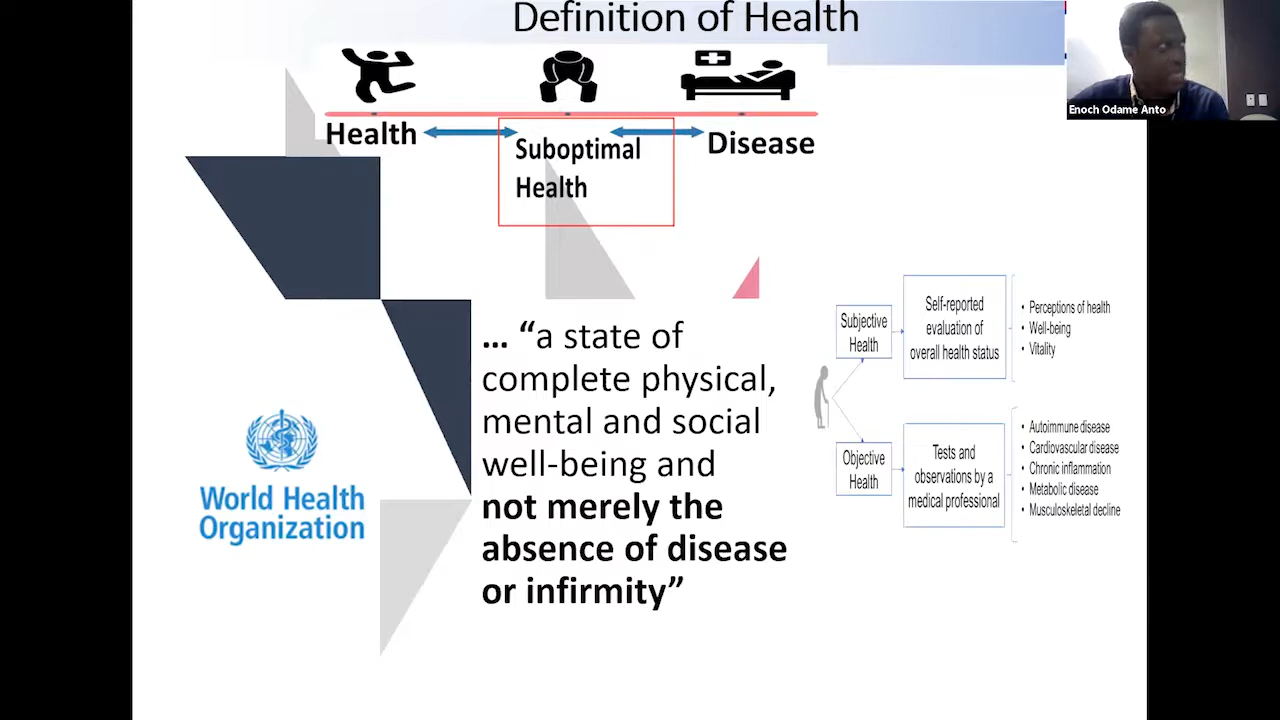 Definition of Health
Enoch Odame Anto
Health
Suboptimal
Health
Disease
... “a state of
complete physical,
mental and social
well-being and
not merely the
absence of disease
or infirmity”
World Health
Organization
Subjective
Health
Self-reported
evaluation of
overall health status
• Perceptions of health
• Well-being
• Vitality
Objective
Health
Tests and
observations by a
medical professional
• Autoimmune disease
• Cardiovascular disease
• Chronic inflammation
• Metabolic disease
• Musculoskeletal decline